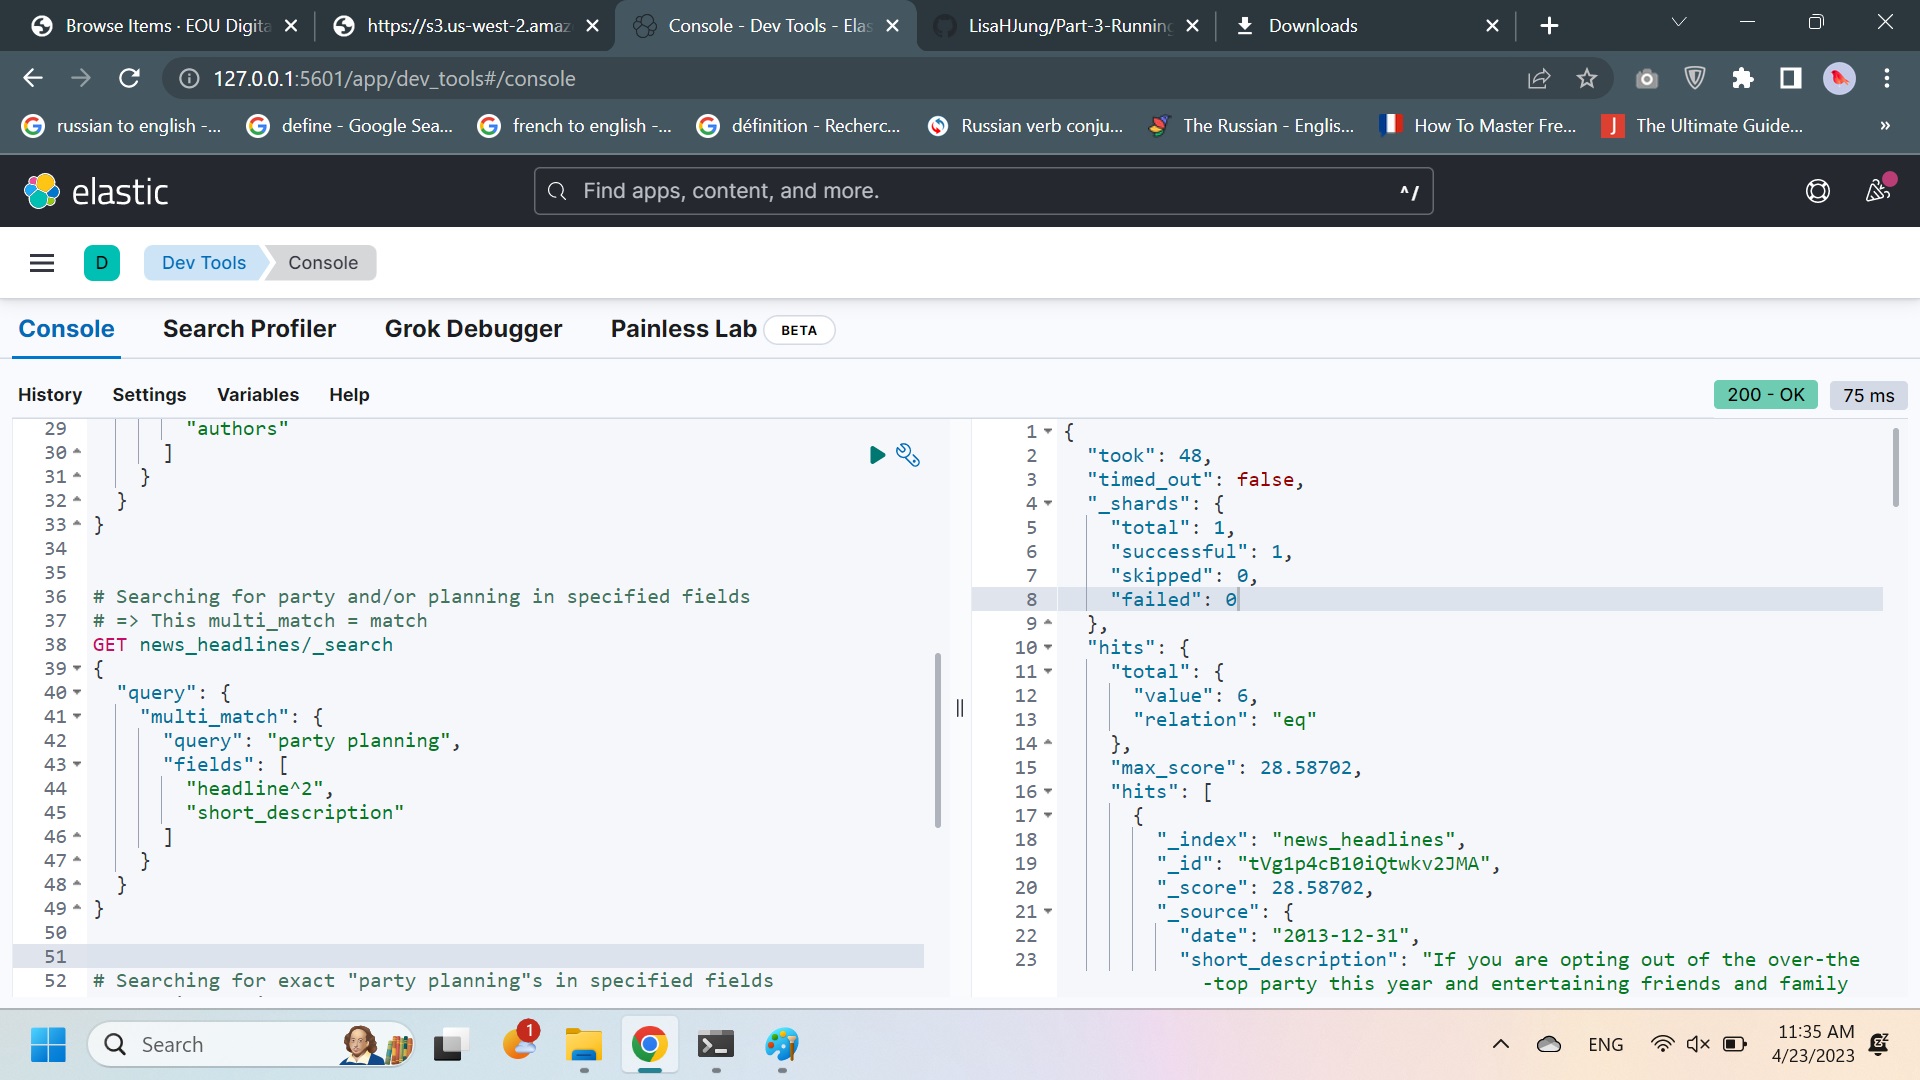 Browse Items · EOU Digita
https://s3.us-west-2.amaz
Console - Dev Tools - Elas
LisaHJung/Part-3-Running
Downloads
127.0.0.1:5601/app/dev_tools#/console
russian to english -...
define - Google Sea...
french to english -...
définition - Recherc...
Russian verb conju...
The Russian - Englis...
How To Master Fre...
J
The Ultimate Guide...
»
elastic
Find apps, content, and more.
^/
D
Dev Tools
Console
Console
Search Profiler
Grok Debugger
Painless Lab
BETA
History
Settings
Variables
Help
200 - OK
75 ms
29 "authors"
30 ]
31 }
32 }
33 }
34
35
36 # Searching for party and/or planning in specified fields
37 # => This multi_match = match
38 GET news_headlines/_search
39 {
40 "query": {
41 "multi_match": {
42 "query": "party planning",
43 "fields": [
44 "headline^2",
45 "short_description"
46 ]
47 }
48 }
49 }
50
51
52 # Searching for exact "party planning"s in specified fields
1 {
2 "took": 48,
3 "timed_out": false,
4 "_shards": {
5 "total": 1,
6 "successful": 1,
7 "skipped": 0,
8 "failed": 0
9 },
10 "hits": {
11 "total": {
12 "value": 6,
13 "relation": "eq"
14 },
15 "max_score": 28.58702,
16 "hits": [
17 {
18 "_index": "news_headlines",
19 "_id": "tVg1p4cB10iQtwkv2JMA",
20 "_score": 28.58702,
21 "_source": {
22 "date": "2013-12-31",
23 "short_description": "If you are opting out of the over-the
-top party this year and entertaining friends and family
Search
1
ENG
11:35 AM
4/23/2023